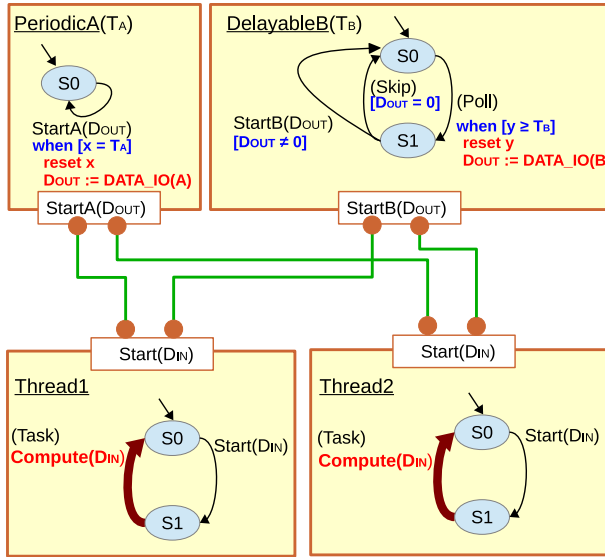 PeriodicA(TA)
S0
StartA(DOUT)
when [x = TA]
reset x
DOUT := DATA_IO(A)
StartA(DOUT)
DelayableB(TB)
S0
(Skip)
[DOUT = 0]
(Poll)
StartB(DOUT)
[DOUT ≠ 0]
S1
when [y ≥ TB]
reset y
DOUT := DATA_IO(B
StartB(DOUT)
Start(DIN)
Thread1
S0
(Task)
Compute(DIN)
Start(DIN)
S1
Start(DIN)
Thread2
S0
(Task)
Compute(DIN)
Start(DIN)
S1